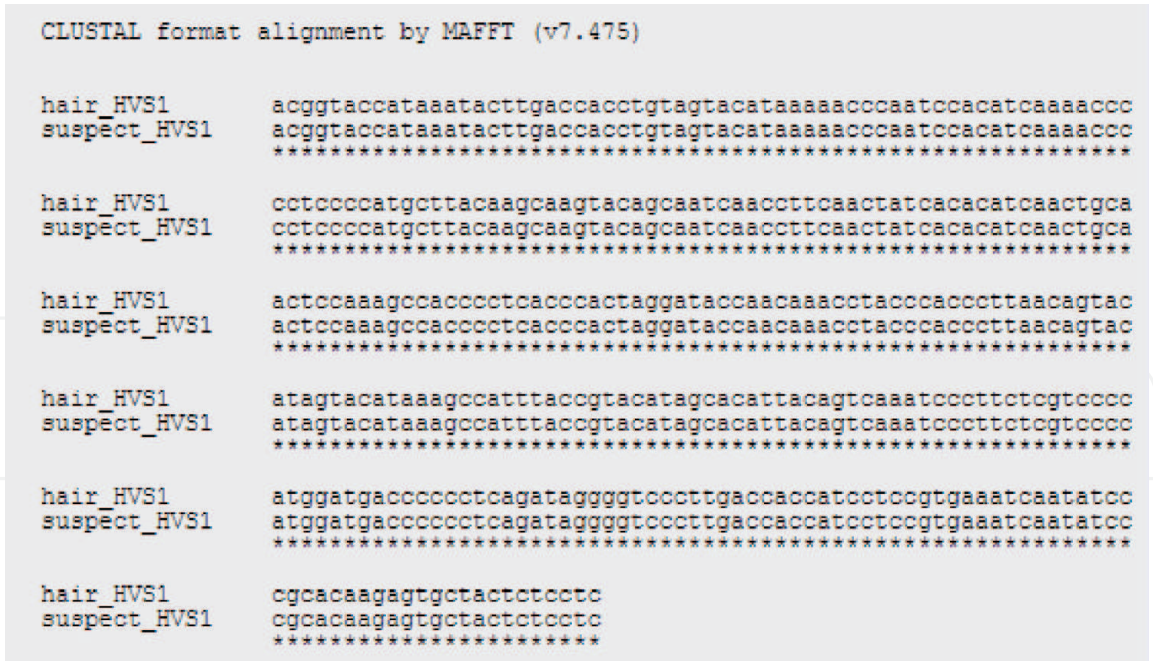 CLUSTAL format alignment by MAFFT (v7.475)
hair_HVS1 acggtaccataaatacttgaccacctgtagtacataaaaacccaatccacatcaaaaccc
suspect_HVS1 acggtaccataaatacttgaccacctgtagtacataaaaacccaatccacatcaaaaccc
************************************************************
hair_HVS1 cctccccatgcttacaagcaagtacagcaatcaaccttcaactatcacacatcaactgca
suspect_HVS1 cctccccatgcttacaagcaagtacagcaatcaaccttcaactatcacacatcaactgca
************************************************************
hair_HVS1 actccaaagccacccctcacccactaggataccaacaaacctacccacccttaacagtac
suspect_HVS1 actccaaagccacccctcacccactaggataccaacaaacctacccacccttaacagtac
************************************************************
hair_HVS1 atagtacataaagccatttaccgtacatagcacattacagtcaaatcccttctcgtcccc
suspect_HVS1 atagtacataaagccatttaccgtacatagcacattacagtcaaatcccttctcgtcccc
************************************************************
hair_HVS1 atggatgacccccctcagataggggtcccttgaccaccatcctccgtgaaatcaatatcc
suspect_HVS1 atggatgacccccctcagataggggtcccttgaccaccatcctccgtgaaatcaatatcc
************************************************************
hair_HVS1 cgcacaagagtgctactctcctc
suspect_HVS1 cgcacaagagtgctactctcctc
***********************